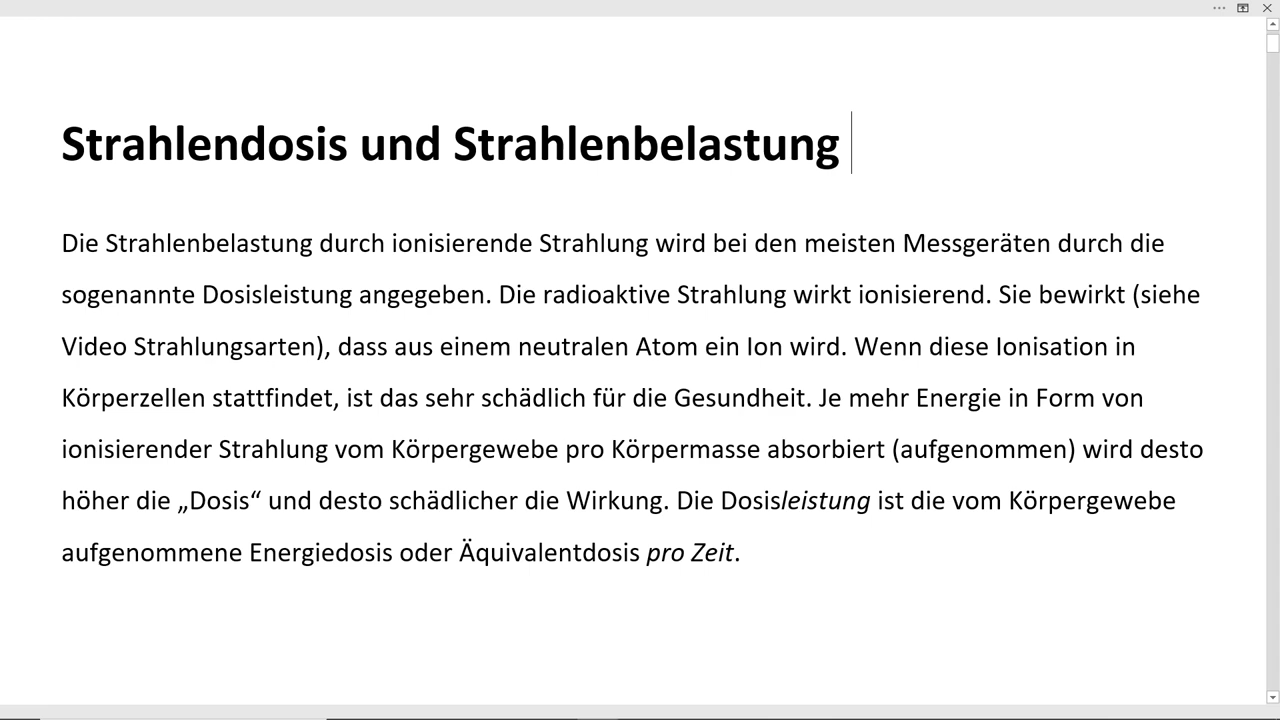 Strahlendosis und Strahlenbelastung
Die Strahlenbelastung durch ionisierende Strahlung wird bei den meisten Messgeräten durch die
sogenannte Dosisleistung angegeben. Die radioaktive Strahlung wirkt ionisierend. Sie bewirkt (siehe
Video Strahlungsarten), dass aus einem neutralen Atom ein Ion wird. Wenn diese Ionisation in
Körperzellen stattfindet, ist das sehr schädlich für die Gesundheit. Je mehr Energie in Form von
ionisierender Strahlung vom Körpergewebe pro Körpermasse absorbiert (aufgenommen) wird desto
höher die „Dosis“ und desto schädlicher die Wirkung. Die Dosisleistung ist die vom Körpergewebe
aufgenommene Energiedosis oder Äquivalentdosis pro Zeit.